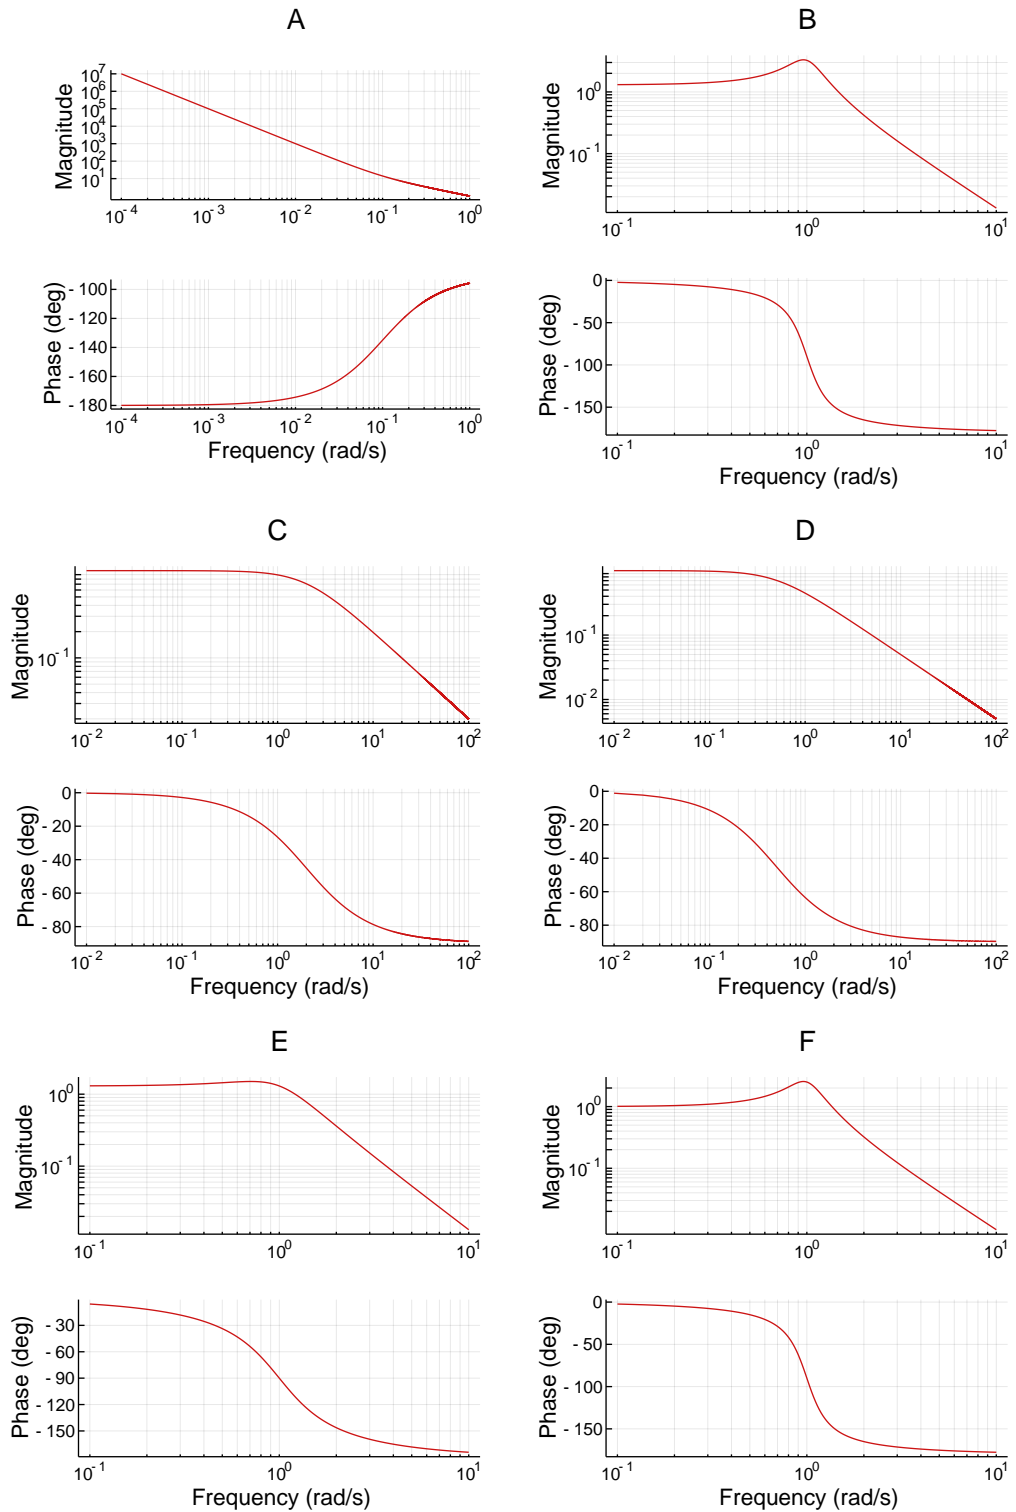 A
Magnitude
10^7
10^6
10^5
10^4
10^3
10^2
10^1
10^-4 10^-3 10^-2 10^-1 10^0
Phase (deg)
- 100
- 120
- 140
- 160
- 180
10^-4 10^-3 10^-2 10^-1 10^0
Frequency (rad/s)
B
Magnitude
10^0
10^-1
10^-1 10^0 10^1
Phase (deg)
0
- 50
- 100
- 150
10^-1 10^0 10^1
Frequency (rad/s)
C
Magnitude
10^-1
10^-2 10^-1 10^0 10^1 10^2
Phase (deg)
0
- 20
- 40
- 60
- 80
10^-2 10^-1 10^0 10^1 10^2
Frequency (rad/s)
D
Magnitude
10^-1
10^-2
10^-2 10^-1 10^0 10^1 10^2
Phase (deg)
0
- 20
- 40
- 60
- 80
10^-2 10^-1 10^0 10^1 10^2
Frequency (rad/s)
E
Magnitude
10^0
10^-1
10^-1 10^0 10^1
Phase (deg)
- 30
- 60
- 90
- 120
- 150
10^-1 10^0 10^1
Frequency (rad/s)
F
Magnitude
10^0
10^-1
10^-1 10^0 10^1
Phase (deg)
0
- 50
- 100
- 150
10^-1 10^0 10^1
Frequency (rad/s)